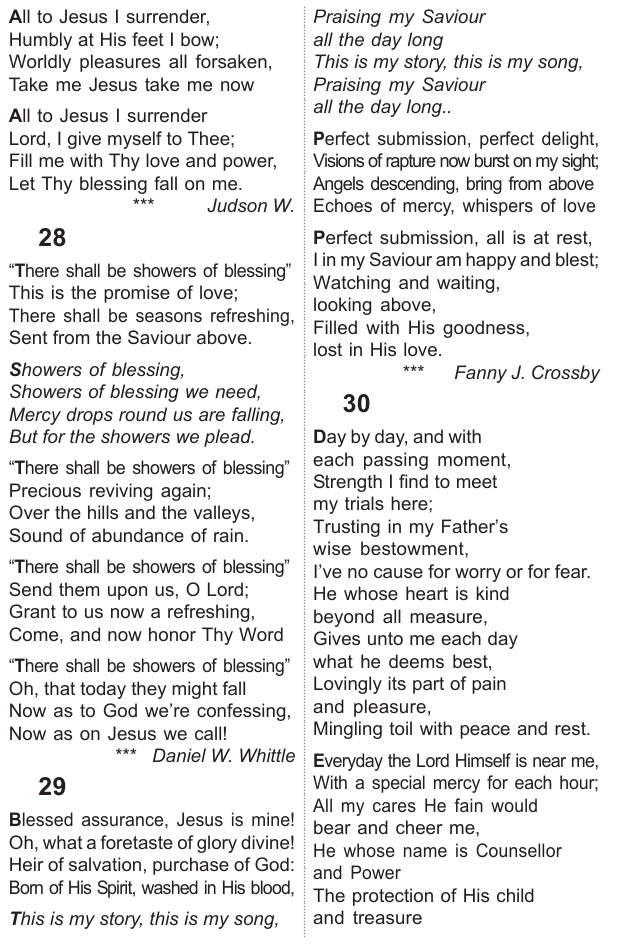 All to Jesus I surrender,
Humbly at His feet I bow;
Worldly pleasures all forsaken,
Take me Jesus take me now
All to Jesus I surrender
Lord, I give myself to Thee;
Fill me with Thy love and power,
Let Thy blessing fall on me.
*** Judson W.
28
“There shall be showers of blessing”
This is the promise of love;
There shall be seasons refreshing,
Sent from the Saviour above.
Showers of blessing,
Showers of blessing we need,
Mercy drops round us are falling,
But for the showers we plead.
“There shall be showers of blessing”
Precious reviving again;
Over the hills and the valleys,
Sound of abundance of rain.
“There shall be showers of blessing”
Send them upon us, O Lord;
Grant to us now a refreshing,
Come, and now honor Thy Word
“There shall be showers of blessing”
Oh, that today they might fall
Now as to God we’re confessing,
Now as on Jesus we call!
*** Daniel W. Whittle
29
Blessed assurance, Jesus is mine!
Oh, what a foretaste of glory divine!
Heir of salvation, purchase of God:
Born of His Spirit, washed in His blood,
This is my story, this is my song,
Praising my Saviour
all the day long
This is my story, this is my song,
Praising my Saviour
all the day long..
Perfect submission, perfect delight,
Visions of rapture now burst on my sight;
Angels descending, bring from above
Echoes of mercy, whispers of love
Perfect submission, all is at rest,
I in my Saviour am happy and blest;
Watching and waiting,
looking above,
Filled with His goodness,
lost in His love.
*** Fanny J. Crossby
30
Day by day, and with
each passing moment,
Strength I find to meet
my trials here;
Trusting in my Father’s
wise bestowment,
I’ve no cause for worry or for fear.
He whose heart is kind
beyond all measure,
Gives unto me each day
what he deems best,
Lovingly its part of pain
and pleasure,
Mingling toil with peace and rest.
Everyday the Lord Himself is near me,
With a special mercy for each hour;
All my cares He fain would
bear and cheer me,
He whose name is Counsellor
and Power
The protection of His child
and treasure